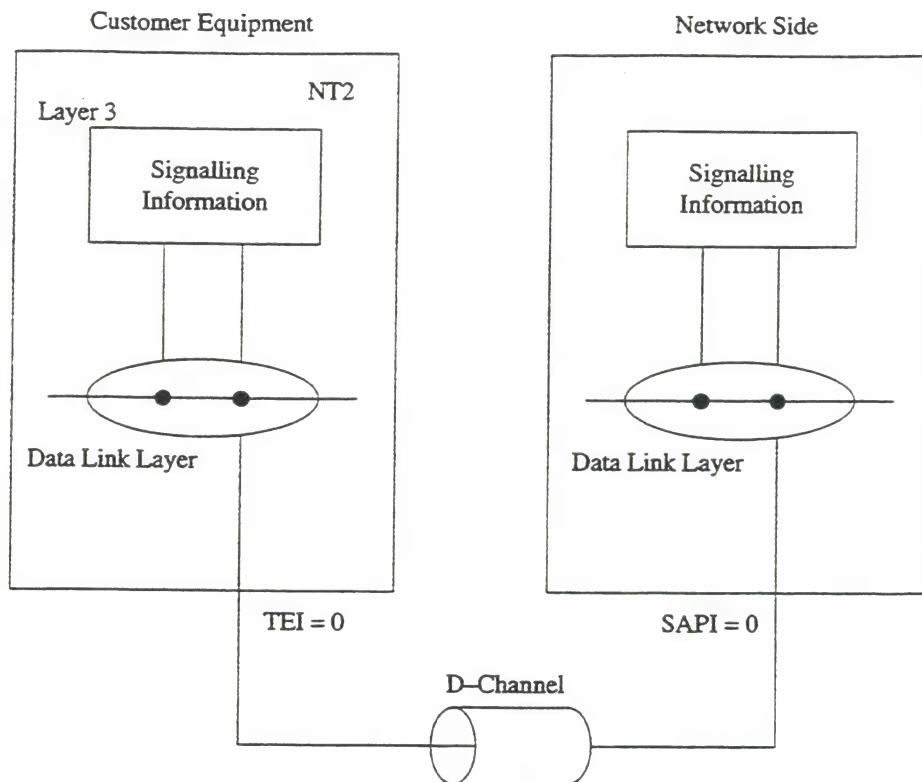 Customer Equipment
Network Side
NT2
Layer 3
Signalling
Information
Signalling
Information
Data Link Layer
Data Link Layer
TEI = 0
SAPI = 0
D–Channel